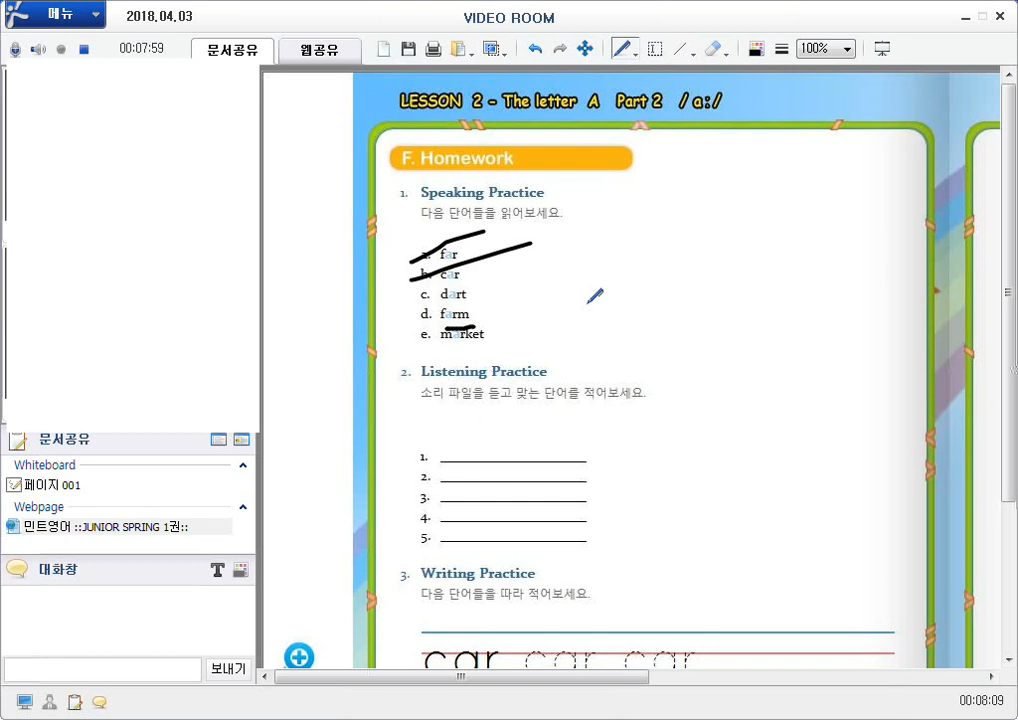 메뉴 2018.04.03 VIDEO ROOM
00:07:59 문서공유 웹공유 100%
LESSON 2 - The letter A Part 2 /a:/
F. Homework
1. Speaking Practice
다음 단어들을 읽어보세요.
a. far
b. car
c. dart
d. farm
e. market
2. Listening Practice
소리 파일을 듣고 맞는 단어를 적어보세요.
1.
2.
3.
4.
5.
3. Writing Practice
다음 단어들을 따라 적어보세요.
car car car
문서공유
Whiteboard
페이지 001
Webpage
민트영어 ::JUNIOR SPRING 1권::
대화창
T
보내기
00:08:09